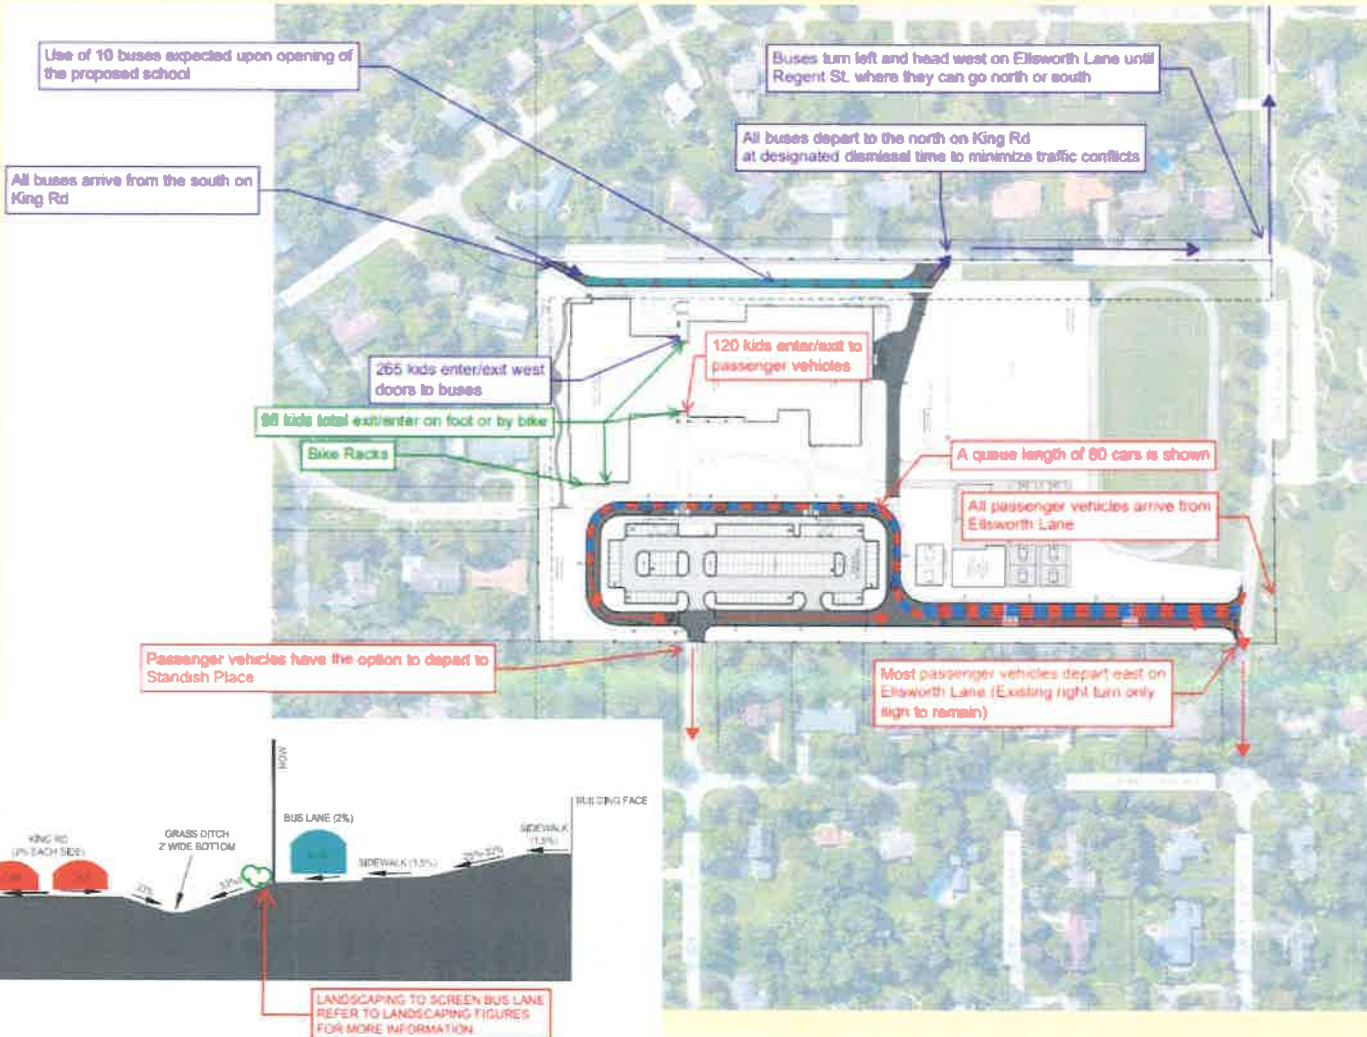 Use of 10 buses expected upon opening of
the proposed school
Buses turn left and head west on Ellsworth Lane until
Regent St. where they can go north or south
All buses depart to the north on King Rd
at designated dismissal time to minimize traffic conflicts
All buses arrive from the south on
King Rd
265 kids enter/exit west
doors to buses
120 kids enter/exit to
passenger vehicles
kids total exit/enter on foot or by bike
Bike Racks
A queue length of 80 cars is shown
All passenger vehicles arrive from
Ellsworth Lane
Passenger vehicles have the option to depart to
Standish Place
Most passenger vehicles depart east on
Ellsworth Lane (Existing right turn only
sign to remain)
ROW
BUILDING FACE
BUS LANE (2%)
GRASS DITCH
2' WIDE BOTTOM
KING RD
(2% EACH SIDE)
SIDEWALK
(1.5%)
SIDEWALK (1.5%)
33%
33%
LANDSCAPING TO SCREEN BUS LANE
REFER TO LANDSCAPING FIGURES
FOR MORE INFORMATION